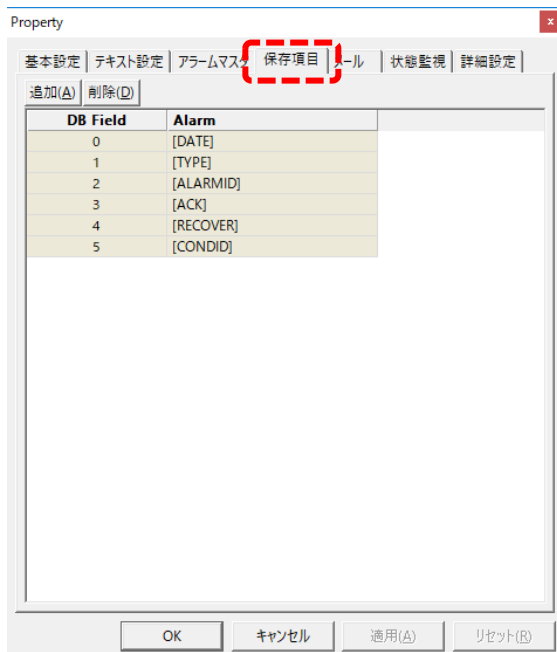 Property x
基本設定 テキスト設定 アラームマスク 保存項目 メール 状態監視 詳細設定
追加(A) 削除(D)
DB Field Alarm
0 [DATE]
1 [TYPE]
2 [ALARMID]
3 [ACK]
4 [RECOVER]
5 [CONDID]
OK キャンセル 適用(A) リセット(R)